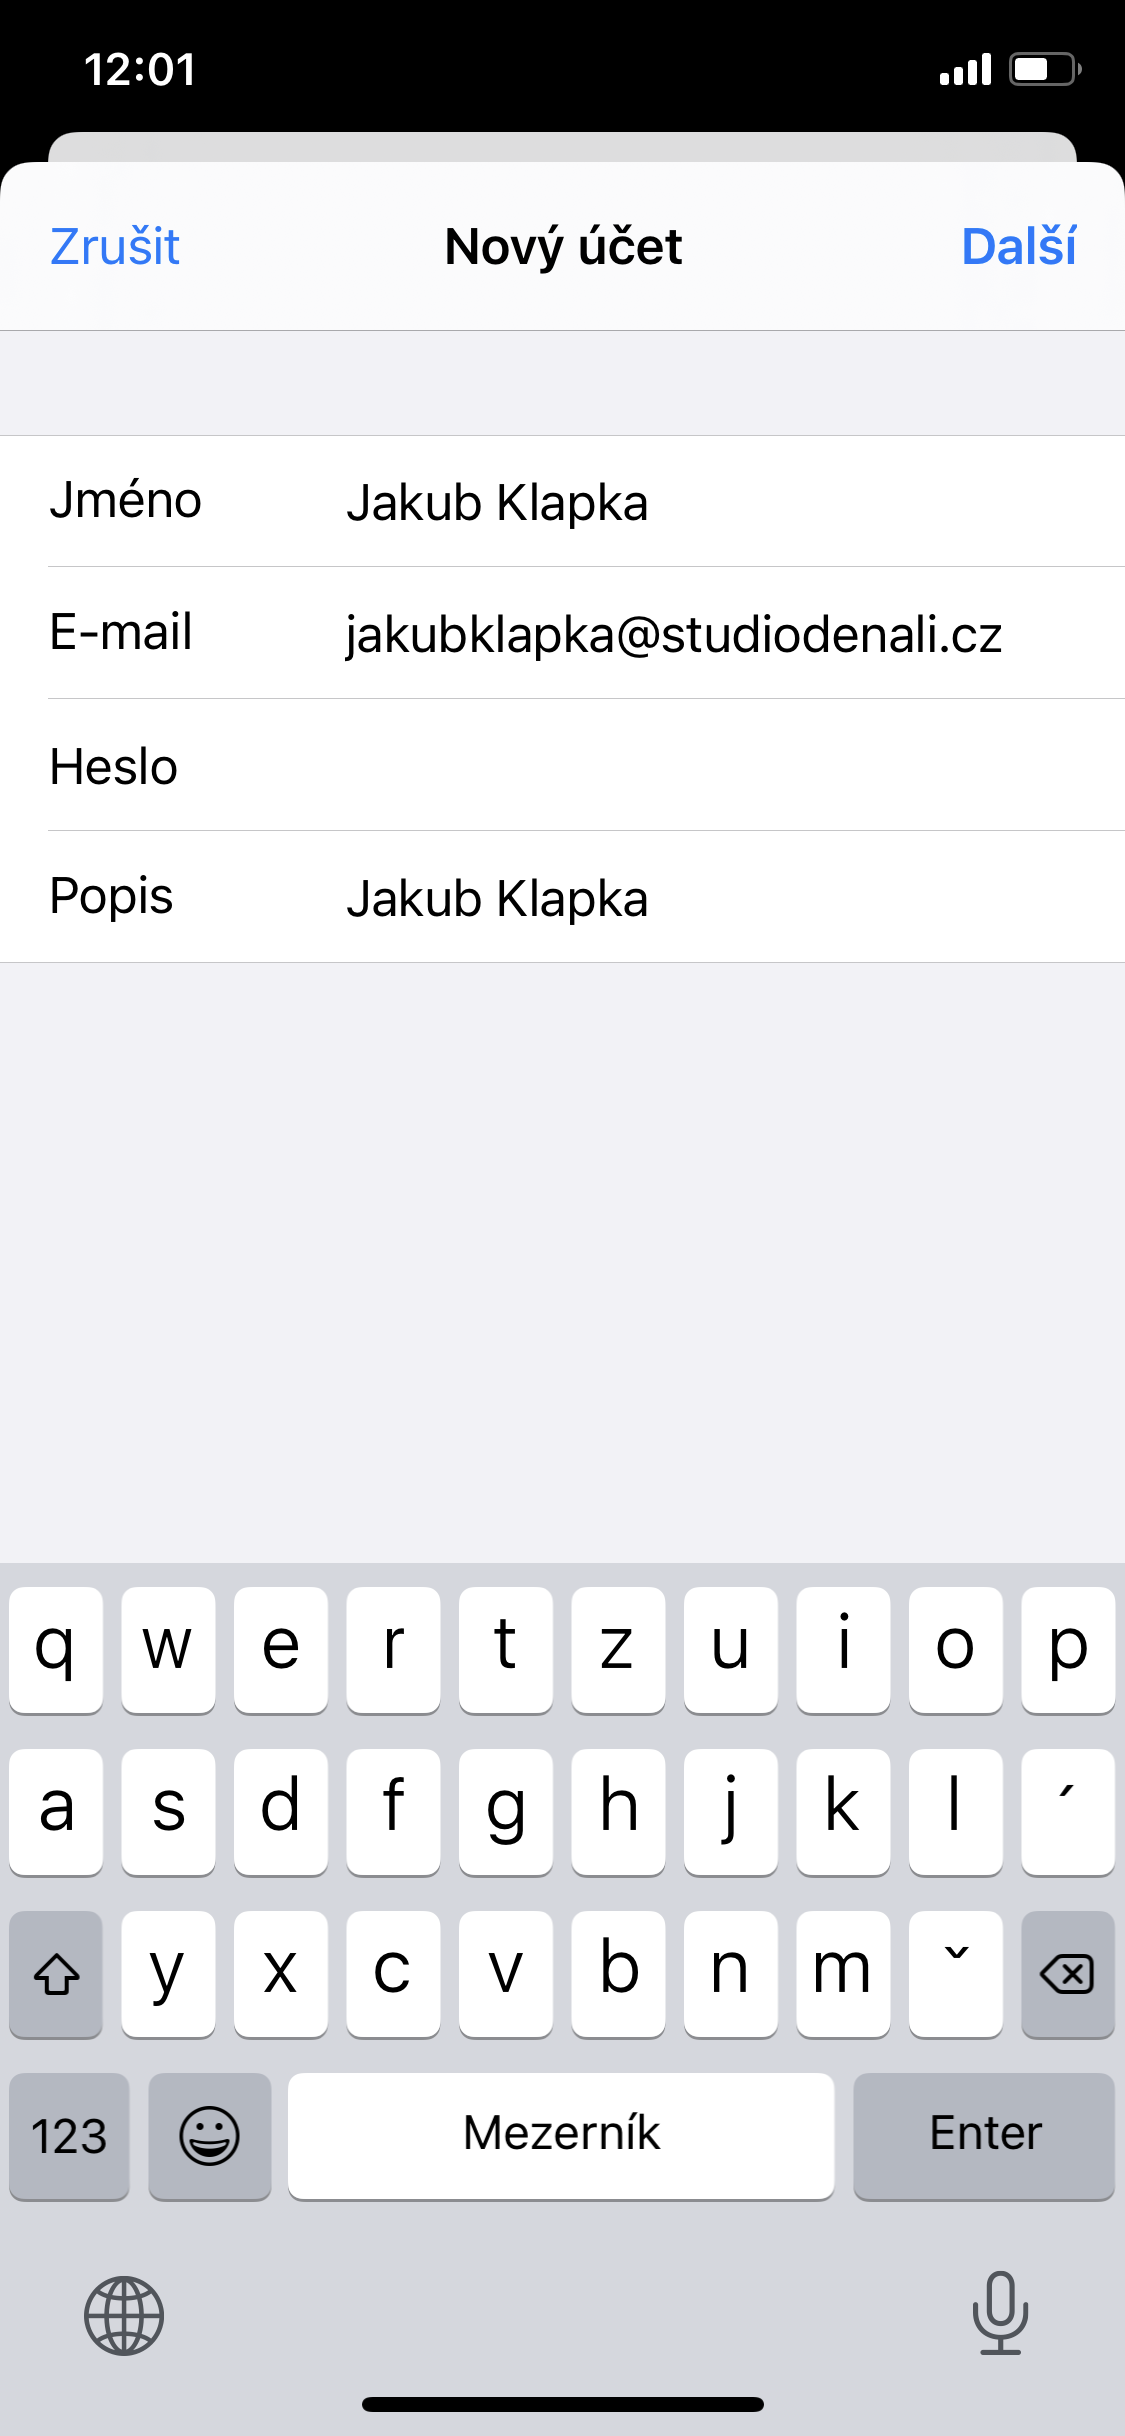 12:01
Zrušit Nový účet Další
Jméno Jakub Klapka
E-mail jakubklapka@studiodenali.cz
Heslo
Popis Jakub Klapka
q w e r t z u i o p
a s d f g h j k l ´
y x c v b n m ˇ
123 Mezerník Enter